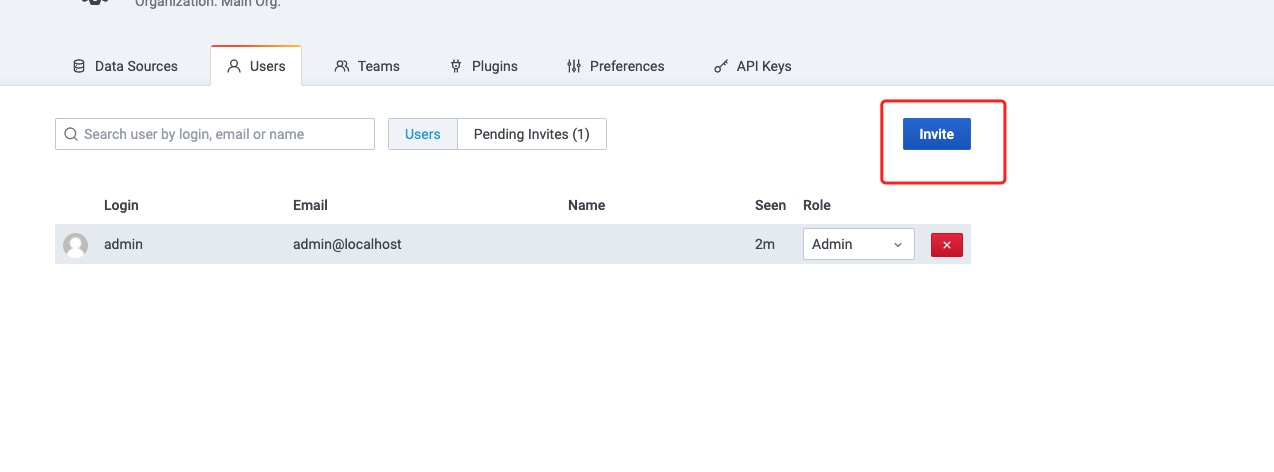 Organization: Main Org.
Data Sources Users Teams Plugins Preferences API Keys
Search user by login, email or name Users Pending Invites (1) Invite
Login Email Name Seen Role
admin admin@localhost 2m Admin